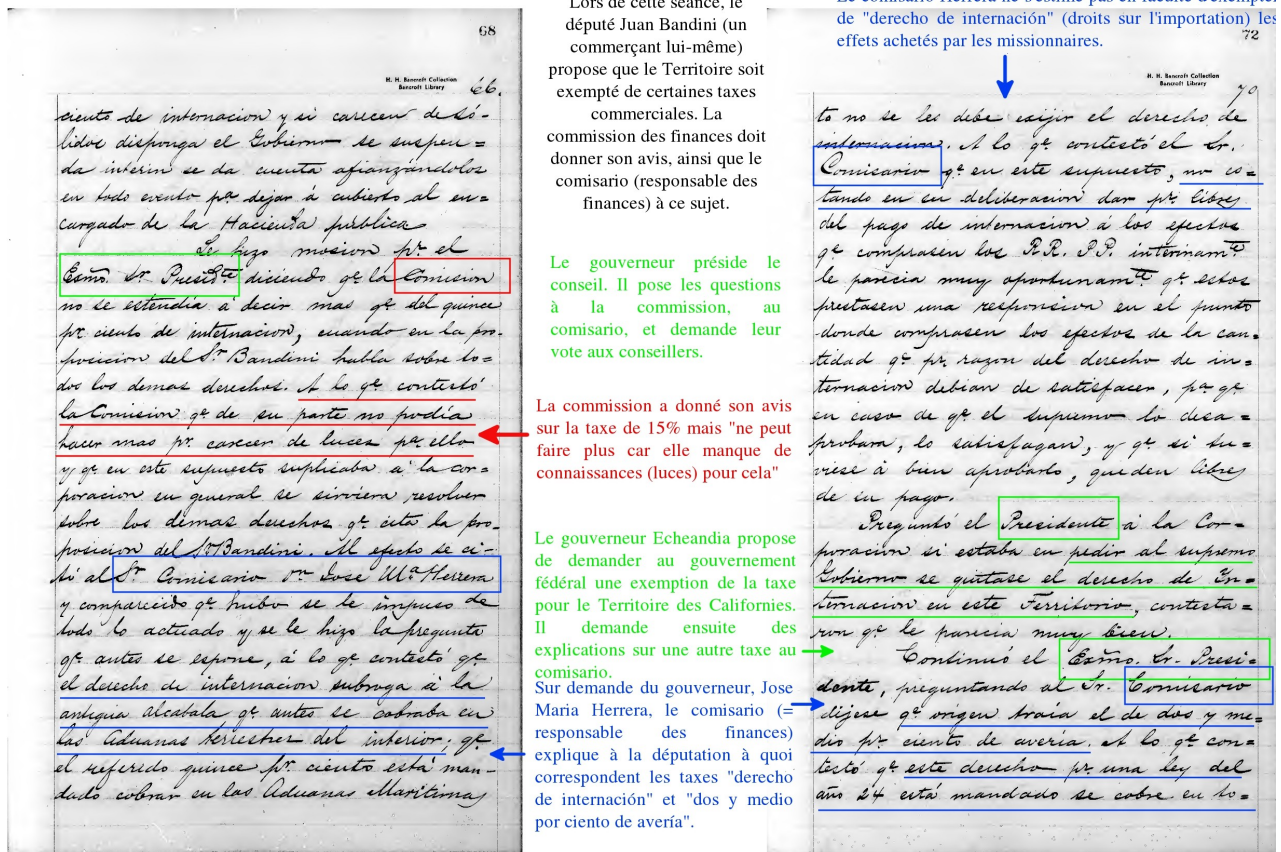 68
H. H. Bancroft Collection
Bancroft Library
66.
ciento de internacion y si carecen de só-
lidos disponga el Gobierno se suspen=
da interin se da cuenta afianzándolos
en todo evento pa dejar á cubierto al en=
cargado de la Hacienda pública
Se hizo mosion pr. el
Exmo. Sr. Presidte diciendo qe la Comision
no se estendia á decir mas qe del quince
pr ciento de internacion, cuando en la pro-
posicion del Sr Bandini habla sobre to=
dos los demas derechos. A lo qe contestó
la Comision qe de su parte no podía
hacer mas pr. carecer de luces pa ello
y qe en este supuesto suplicaba á la cor=
poracion en general se sirviera resolver
sobre los demas derechos qe cita la pro-
posicion del Sr Bandini. Al efecto se ci-
tó al Sr Comisario Dn Jose Ma Herrera
y comparecido qe hubo se le impuso de
todo lo actuado y se le hizo la pregunta
qe antes se espone, á lo qe contestó qe
el derecho de internacion subroga á la
antigua alcabala qe antes se cobraba en
las Aduanas terrestres del interior, qe
el referido quince pr. ciento está man-
dado cobrar en las Aduanas Maritimas
Lors de cette séance, le
député Juan Bandini (un
commerçant lui-même)
propose que le Territoire soit
exempté de certaines taxes
commerciales. La
commission des finances doit
donner son avis, ainsi que le
comisario (responsable des
finances) à ce sujet.
Le gouverneur préside le
conseil. Il pose les questions
à la commission, au
comisario, et demande leur
vote aux conseillers.
La commission a donné son avis
sur la taxe de 15% mais "ne peut
faire plus car elle manque de
connaissances (luces) pour cela"
Le gouverneur Echeandia propose
de demander au gouvernement
fédéral une exemption de la taxe
pour le Territoire des Californies.
Il demande ensuite des
explications sur une autre taxe au
comisario.
Sur demande du gouverneur, Jose
Maria Herrera, le comisario (=
responsable des finances)
explique à la députation à quoi
correspondent les taxes "derecho
de internación" et "dos y medio
por ciento de avería".
Le comisario Herrera ne s'estime pas en faculté d'exempter
de "derecho de internación" (droits sur l'importation) les
effets achetés par les missionnaires.
72
H. H. Bancroft Collection
Bancroft Library
70
to no se les debe exijir el derecho de
internacion. A lo qe contestó el Sr.
Comisario qe en este supuesto, no es=
tando en su deliberacion dar pr. libres
del pago de internacion á los efectos
qe comprasen los R.R. P.P. interinamte
le parecia muy oportunamte qe estos
prestasen una responsiva en el punto
donde comprasen los efectos de la can=
tidad qe pr. razon del derecho de in=
ternacion debian de satisfacer, pa qe
en caso de qe el supremo lo desa=
probara, lo satisfagan, y qe si tu=
viese á bien aprobarlo, queden libres
de su pago.
Preguntó el Presidente á la Cor=
poracion si estaba en pedir al supremo
Gobierno se quitase el derecho de In=
ternacion en este Territorio, contesta=
ron qe le parecia muy bien.
Continuó el Exmo. Sr. Presi=
dente, preguntando al Sr. Comisario
dijese qe origen traía el de dos y me=
dio pr. ciento de averia. A lo qe con=
testó qe este derecho pr. una ley del
año 24 está mandado se cobre en to=